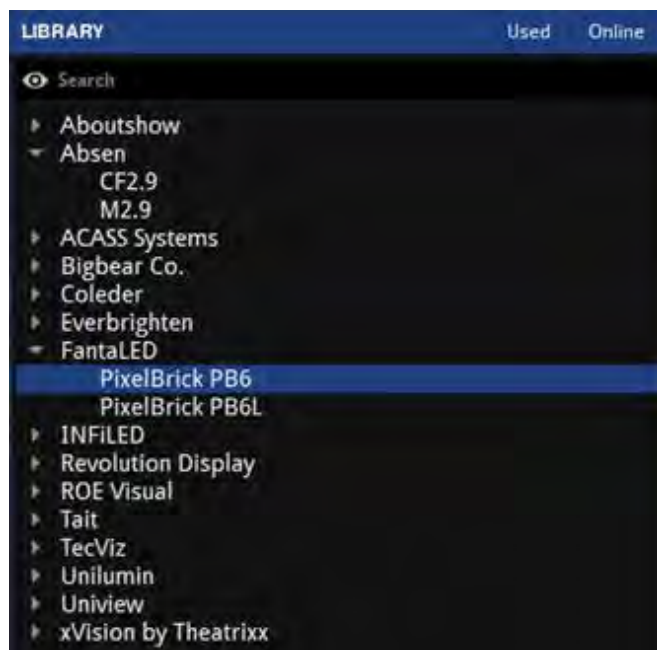 LIBRARY Used Online
Search
Aboutshow
Absen
CF2.9
M2.9
ACASS Systems
Bigbear Co.
Coleder
Everbrighten
FantaLED
PixelBrick PB6
PixelBrick PB6L
INFiLED
Revolution Display
ROE Visual
Tait
TecViz
Unilumin
Uniview
xVision by Theatrixx